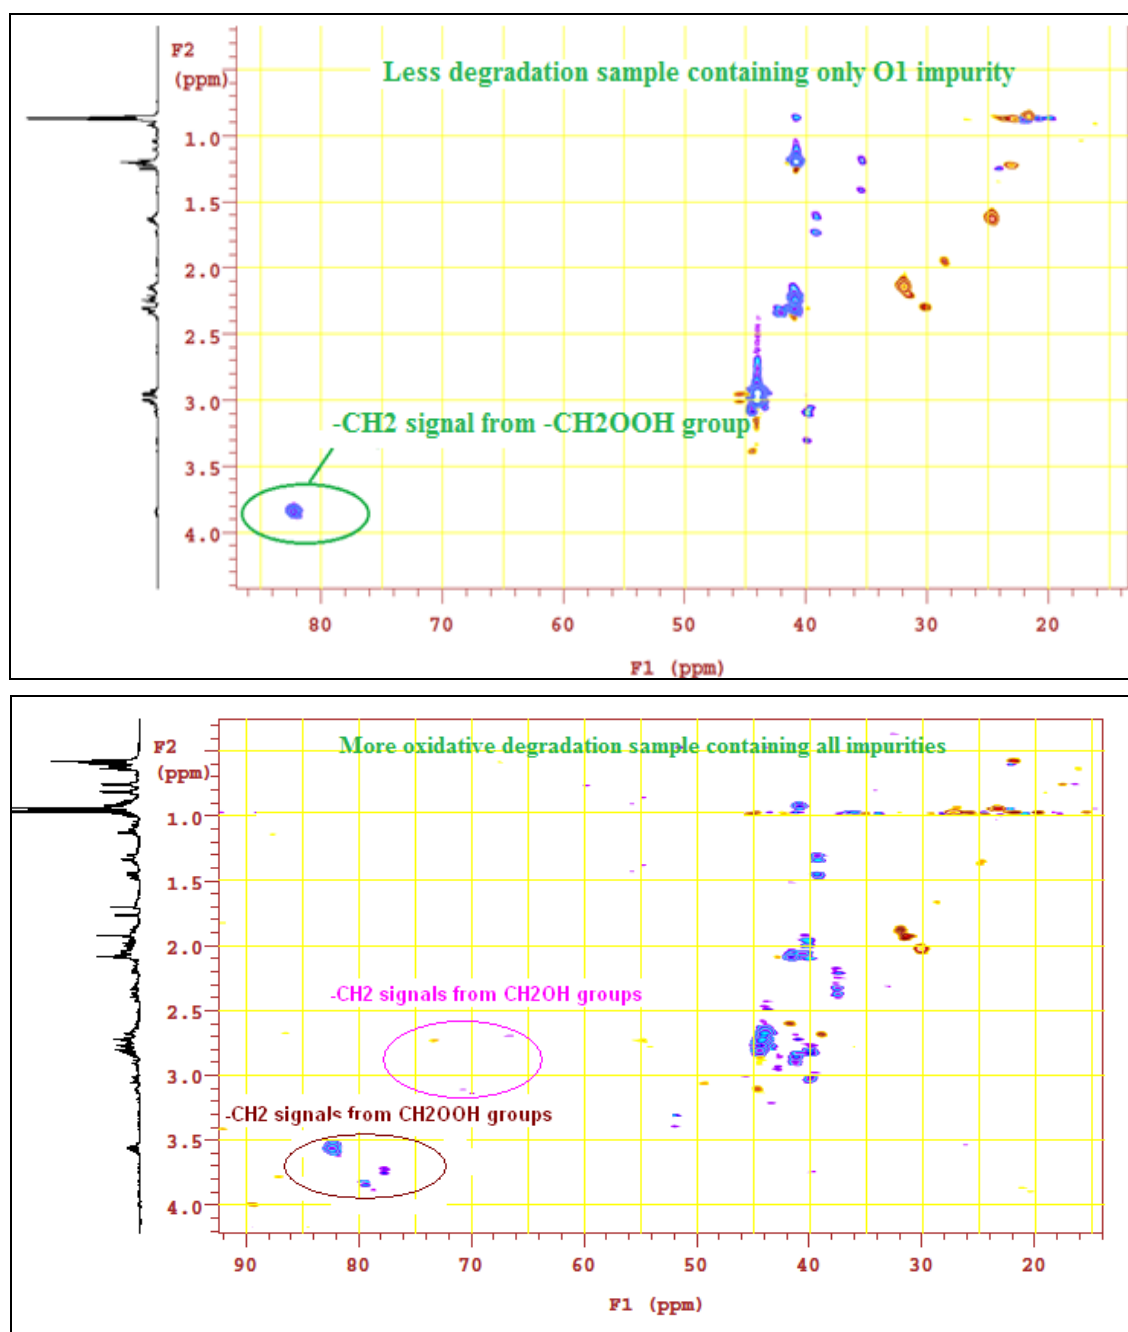 F2
(ppm)
Less degradation sample containing only O1 impurity
1.0
1.5
2.0
2.5
3.0
-CH2 signal from -CH2OOH group
3.5
4.0
80 70 60 50 40 30 20
F1 (ppm)
F2
(ppm)
More oxidative degradation sample containing all impurities
1.0
1.5
2.0
-CH2 signals from CH2OH groups
2.5
3.0
-CH2 signals from CH2OOH groups
3.5
4.0
90 80 70 60 50 40 30 20
F1 (ppm)